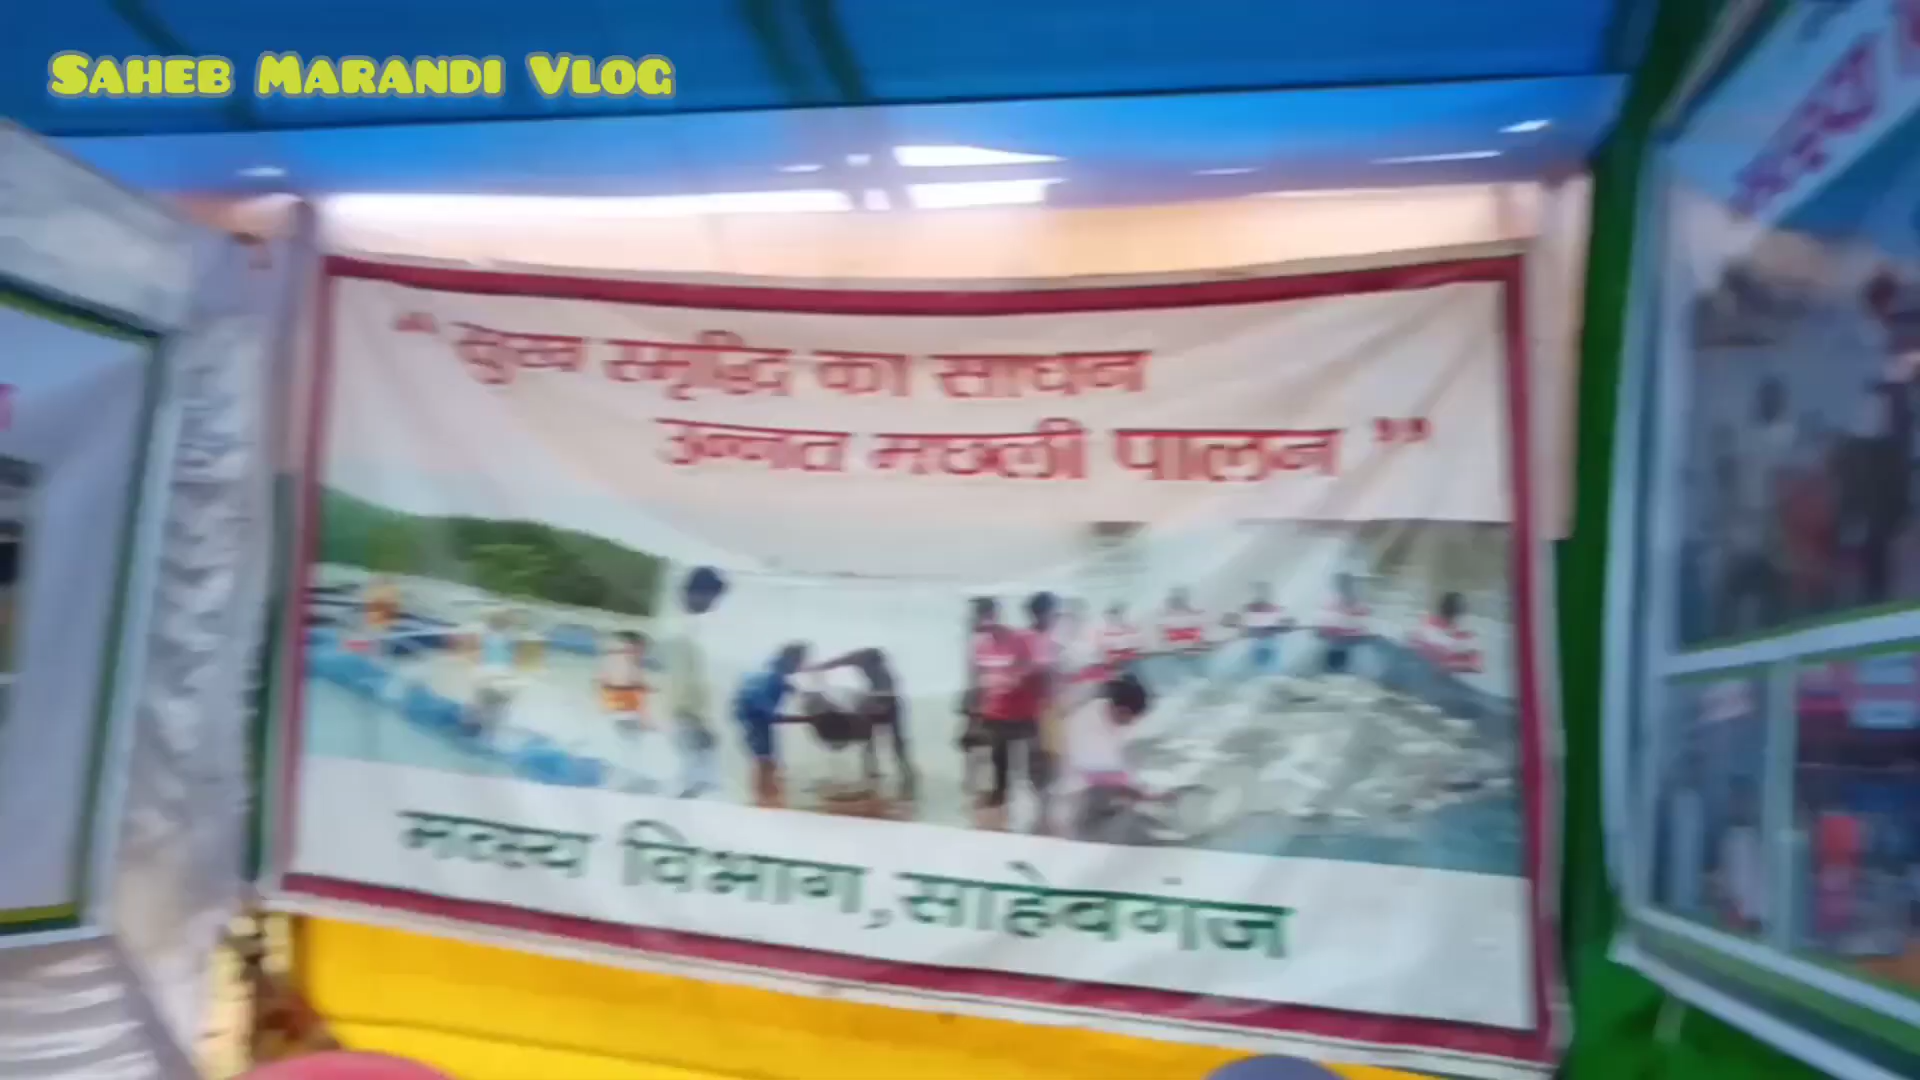 Saheb Marandi Vlog
“ सुख समृद्धि का साधन
उन्नत मछली पालन ”
मत्स्य विभाग, साहेबगंज